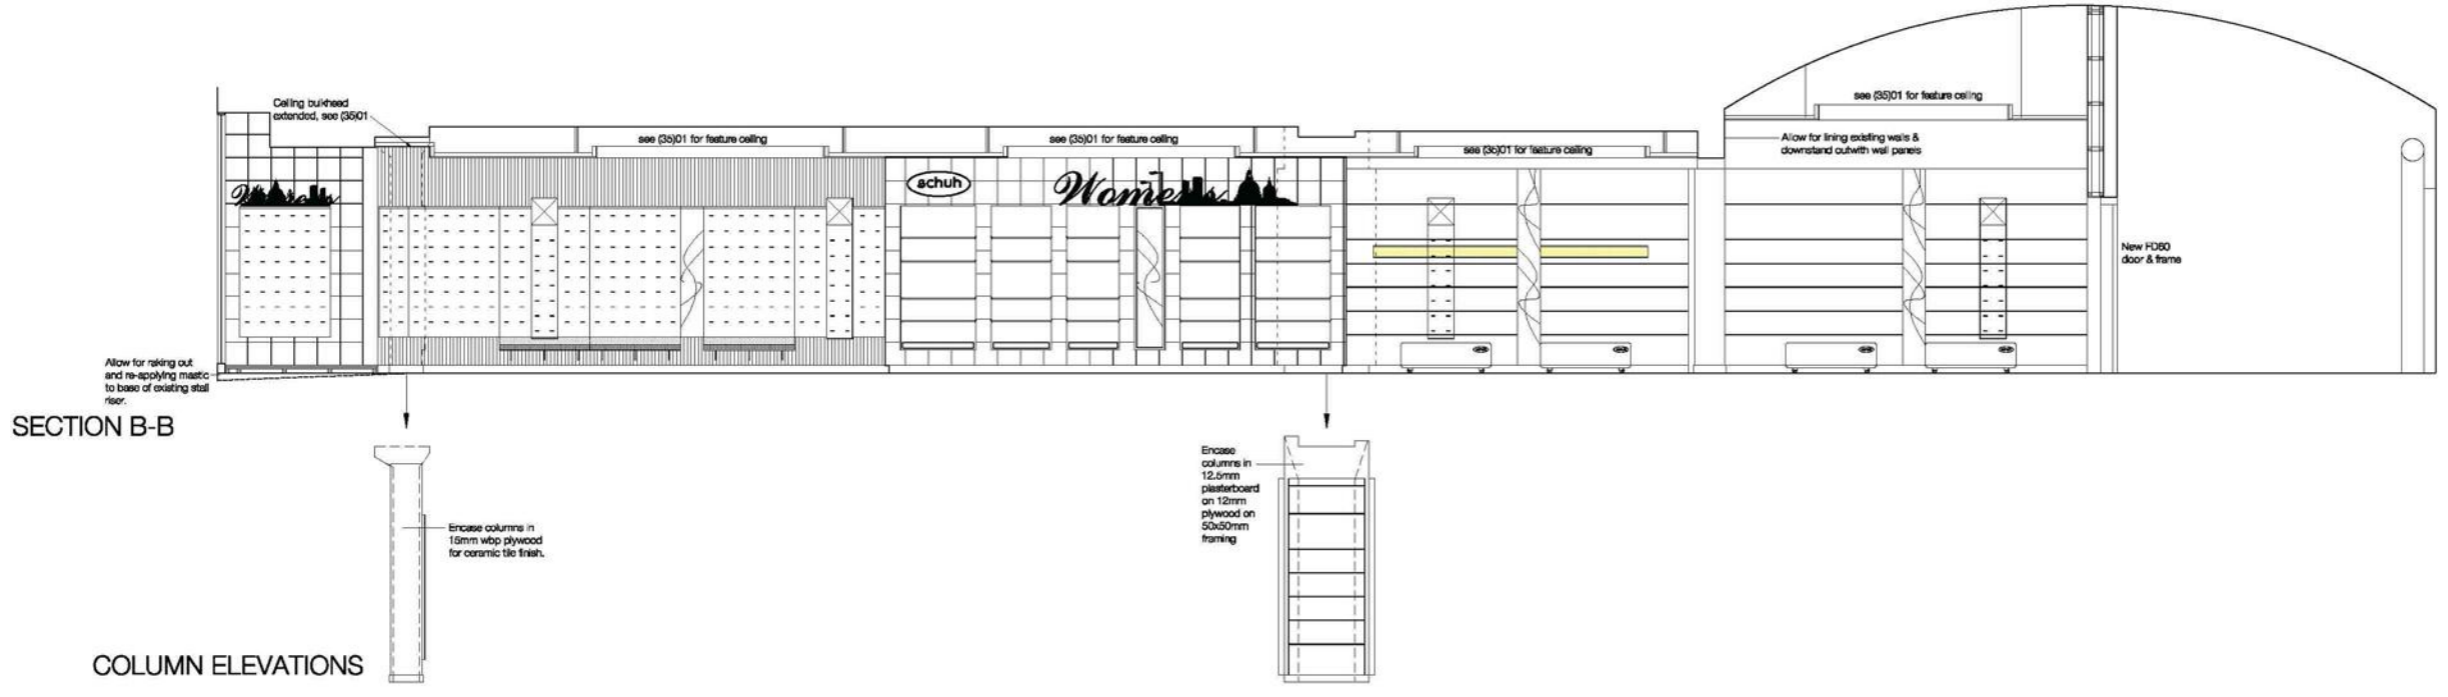 Ceiling bulkhead
extended, see (35)01
see (35)01 for feature ceiling
see (35)01 for feature ceiling
see (35)01 for feature ceiling
see (35)01 for feature ceiling
Allow for lining existing walls &
downstand outwith wall panels
schuh
Women's
New FD60
door & frame
Allow for raking out
and re-applying mastic
to base of existing stall
riser.
SECTION B-B
Encase columns in
15mm wbp plywood
for ceramic tile finish.
Encase
columns in
12.5mm
plasterboard
on 12mm
plywood on
50x50mm
framing
COLUMN ELEVATIONS